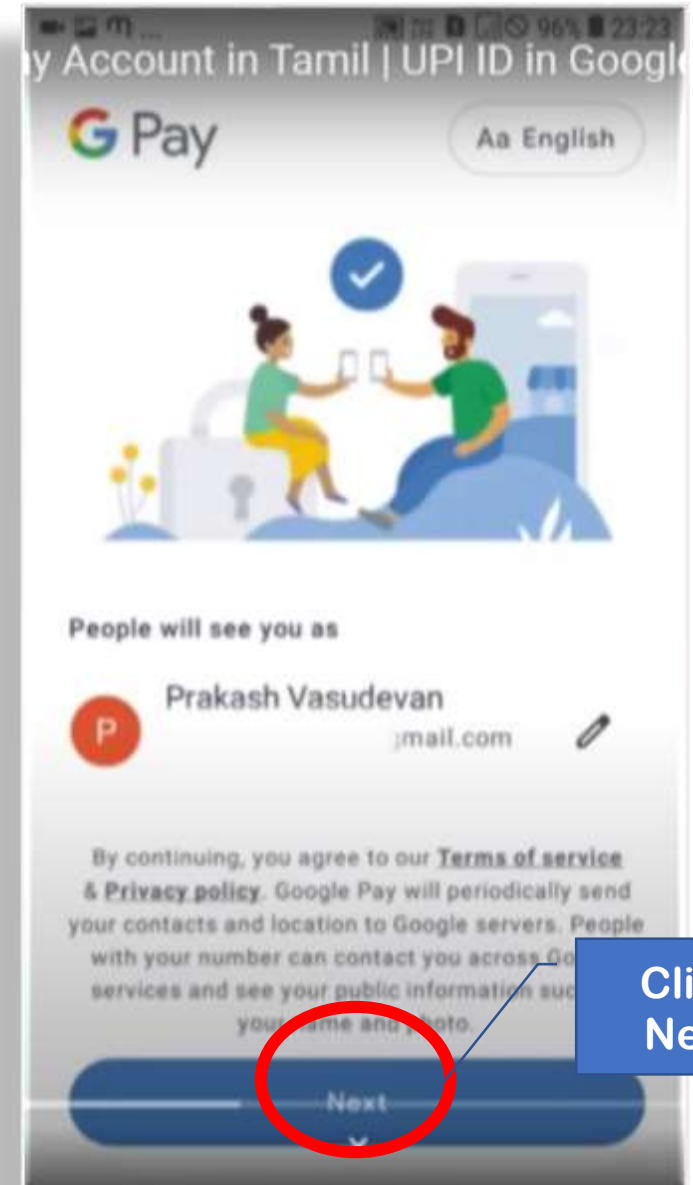 96% 23:23
y Account in Tamil | UPI ID in Googl
G Pay
Aa English
People will see you as
Prakash Vasudevan
P
mail.com
By continuing, you agree to our Terms of service
& Privacy policy. Google Pay will periodically send
your contacts and location to Google servers. People
with your number can contact you across Go
services and see your public information suc
your name and photo.
Cli
Ne
Next